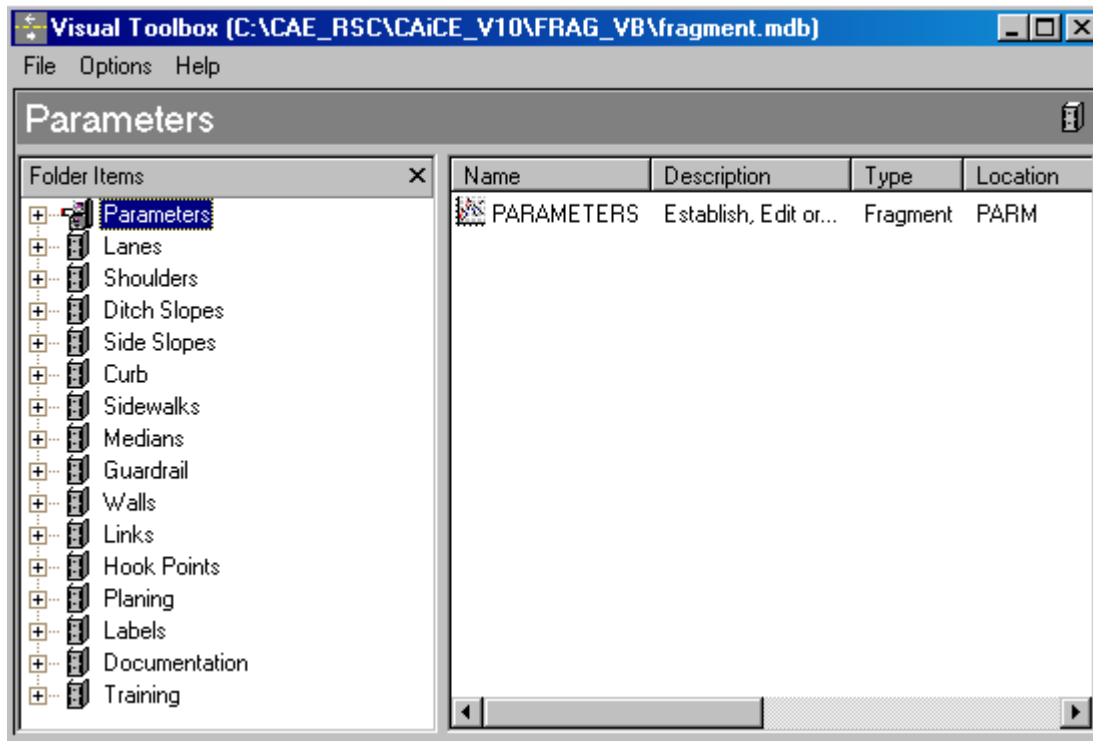 Visual Toolbox (C:\CAE_RSC\CAiCE_V10\FRAG_VB\fragment.mdb)
File Options Help
Parameters
Folder Items
Parameters
Lanes
Shoulders
Ditch Slopes
Side Slopes
Curb
Sidewalks
Medians
Guardrail
Walls
Links
Hook Points
Planing
Labels
Documentation
Training
Name Description Type Location
PARAMETERS Establish, Edit or... Fragment PARM